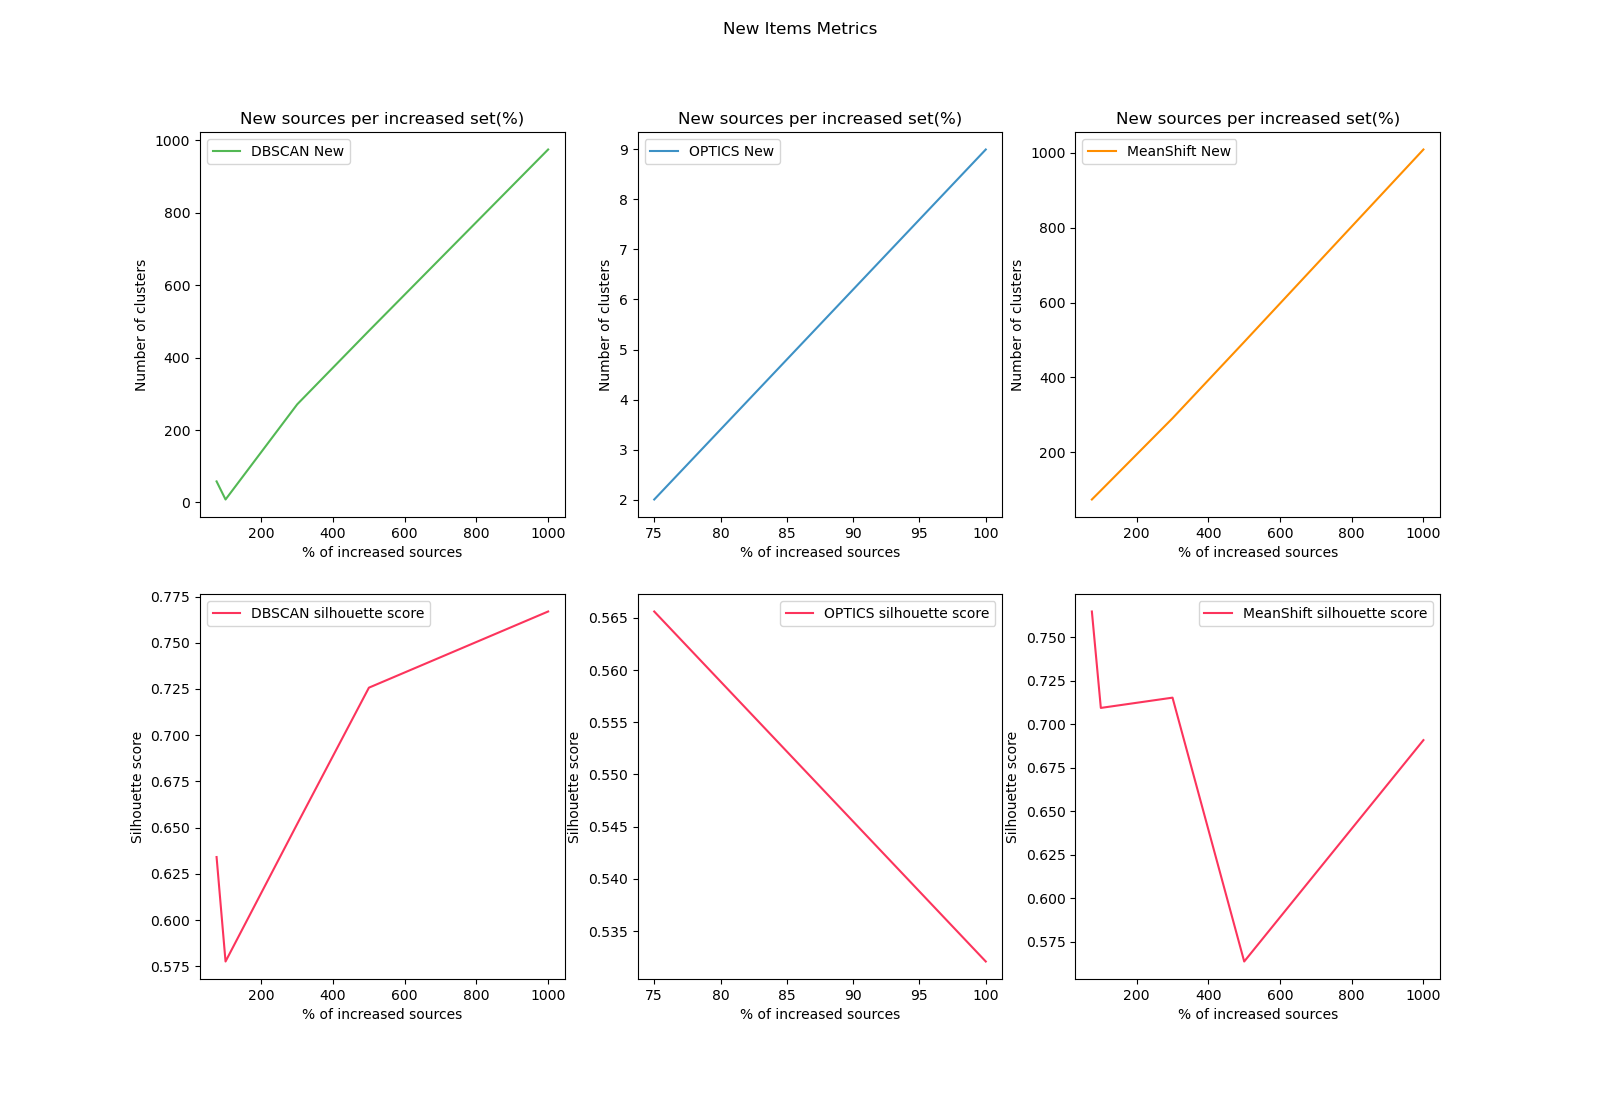 New Items Metrics
New sources per increased set(%)
DBSCAN New
Number of clusters
1000
800
600
400
200
0
200 400 600 800 1000
% of increased sources
New sources per increased set(%)
OPTICS New
Number of clusters
9
8
7
6
5
4
3
2
75 80 85 90 95 100
% of increased sources
New sources per increased set(%)
MeanShift New
Number of clusters
1000
800
600
400
200
200 400 600 800 1000
% of increased sources
DBSCAN silhouette score
Silhouette score
0.775
0.750
0.725
0.700
0.675
0.650
0.625
0.600
0.575
200 400 600 800 1000
% of increased sources
OPTICS silhouette score
Silhouette score
0.565
0.560
0.555
0.550
0.545
0.540
0.535
75 80 85 90 95 100
% of increased sources
MeanShift silhouette score
Silhouette score
0.750
0.725
0.700
0.675
0.650
0.625
0.600
0.575
200 400 600 800 1000
% of increased sources